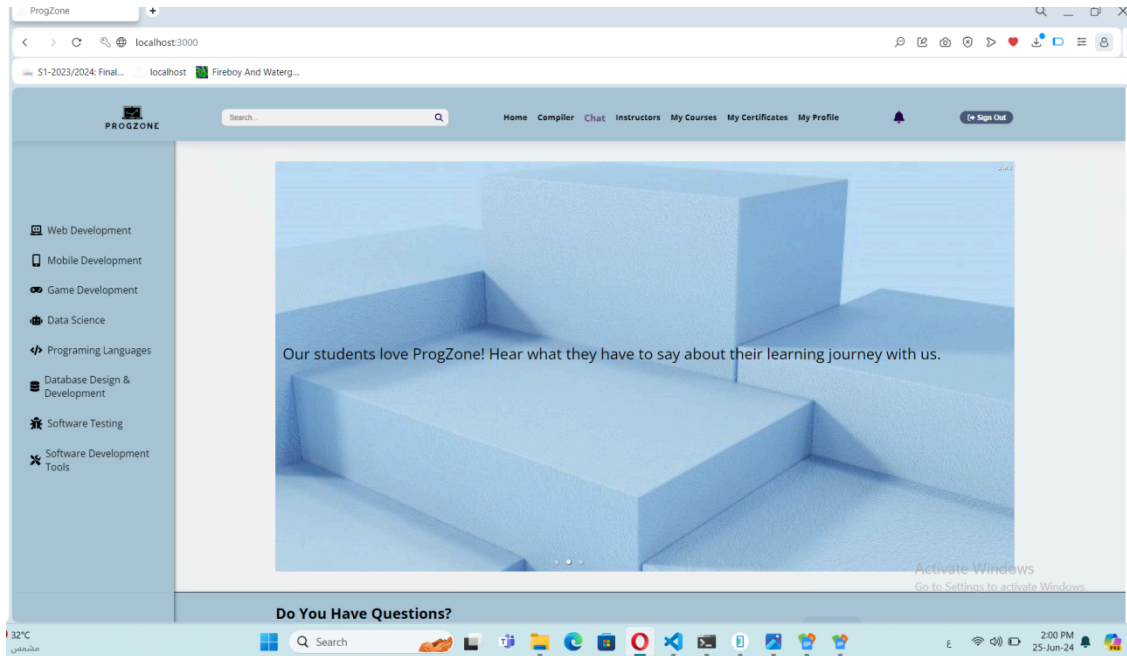 ProgZone
localhost:3000
S1-2023/2024: Final... localhost Fireboy And Waterg...
PROGZONE
Search...
Home Compiler Chat Instructors My Courses My Certificates My Profile
Sign Out
Web Development
Mobile Development
Game Development
Data Science
Programing Languages
Database Design &
Development
Software Testing
Software Development
Tools
Our students love ProgZone! Hear what they have to say about their learning journey with us.
Activate Windows
Go to Settings to activate Windows.
Do You Have Questions?
32°C
مشمس
Search
ع
2:00 PM
25-Jun-24
PRE